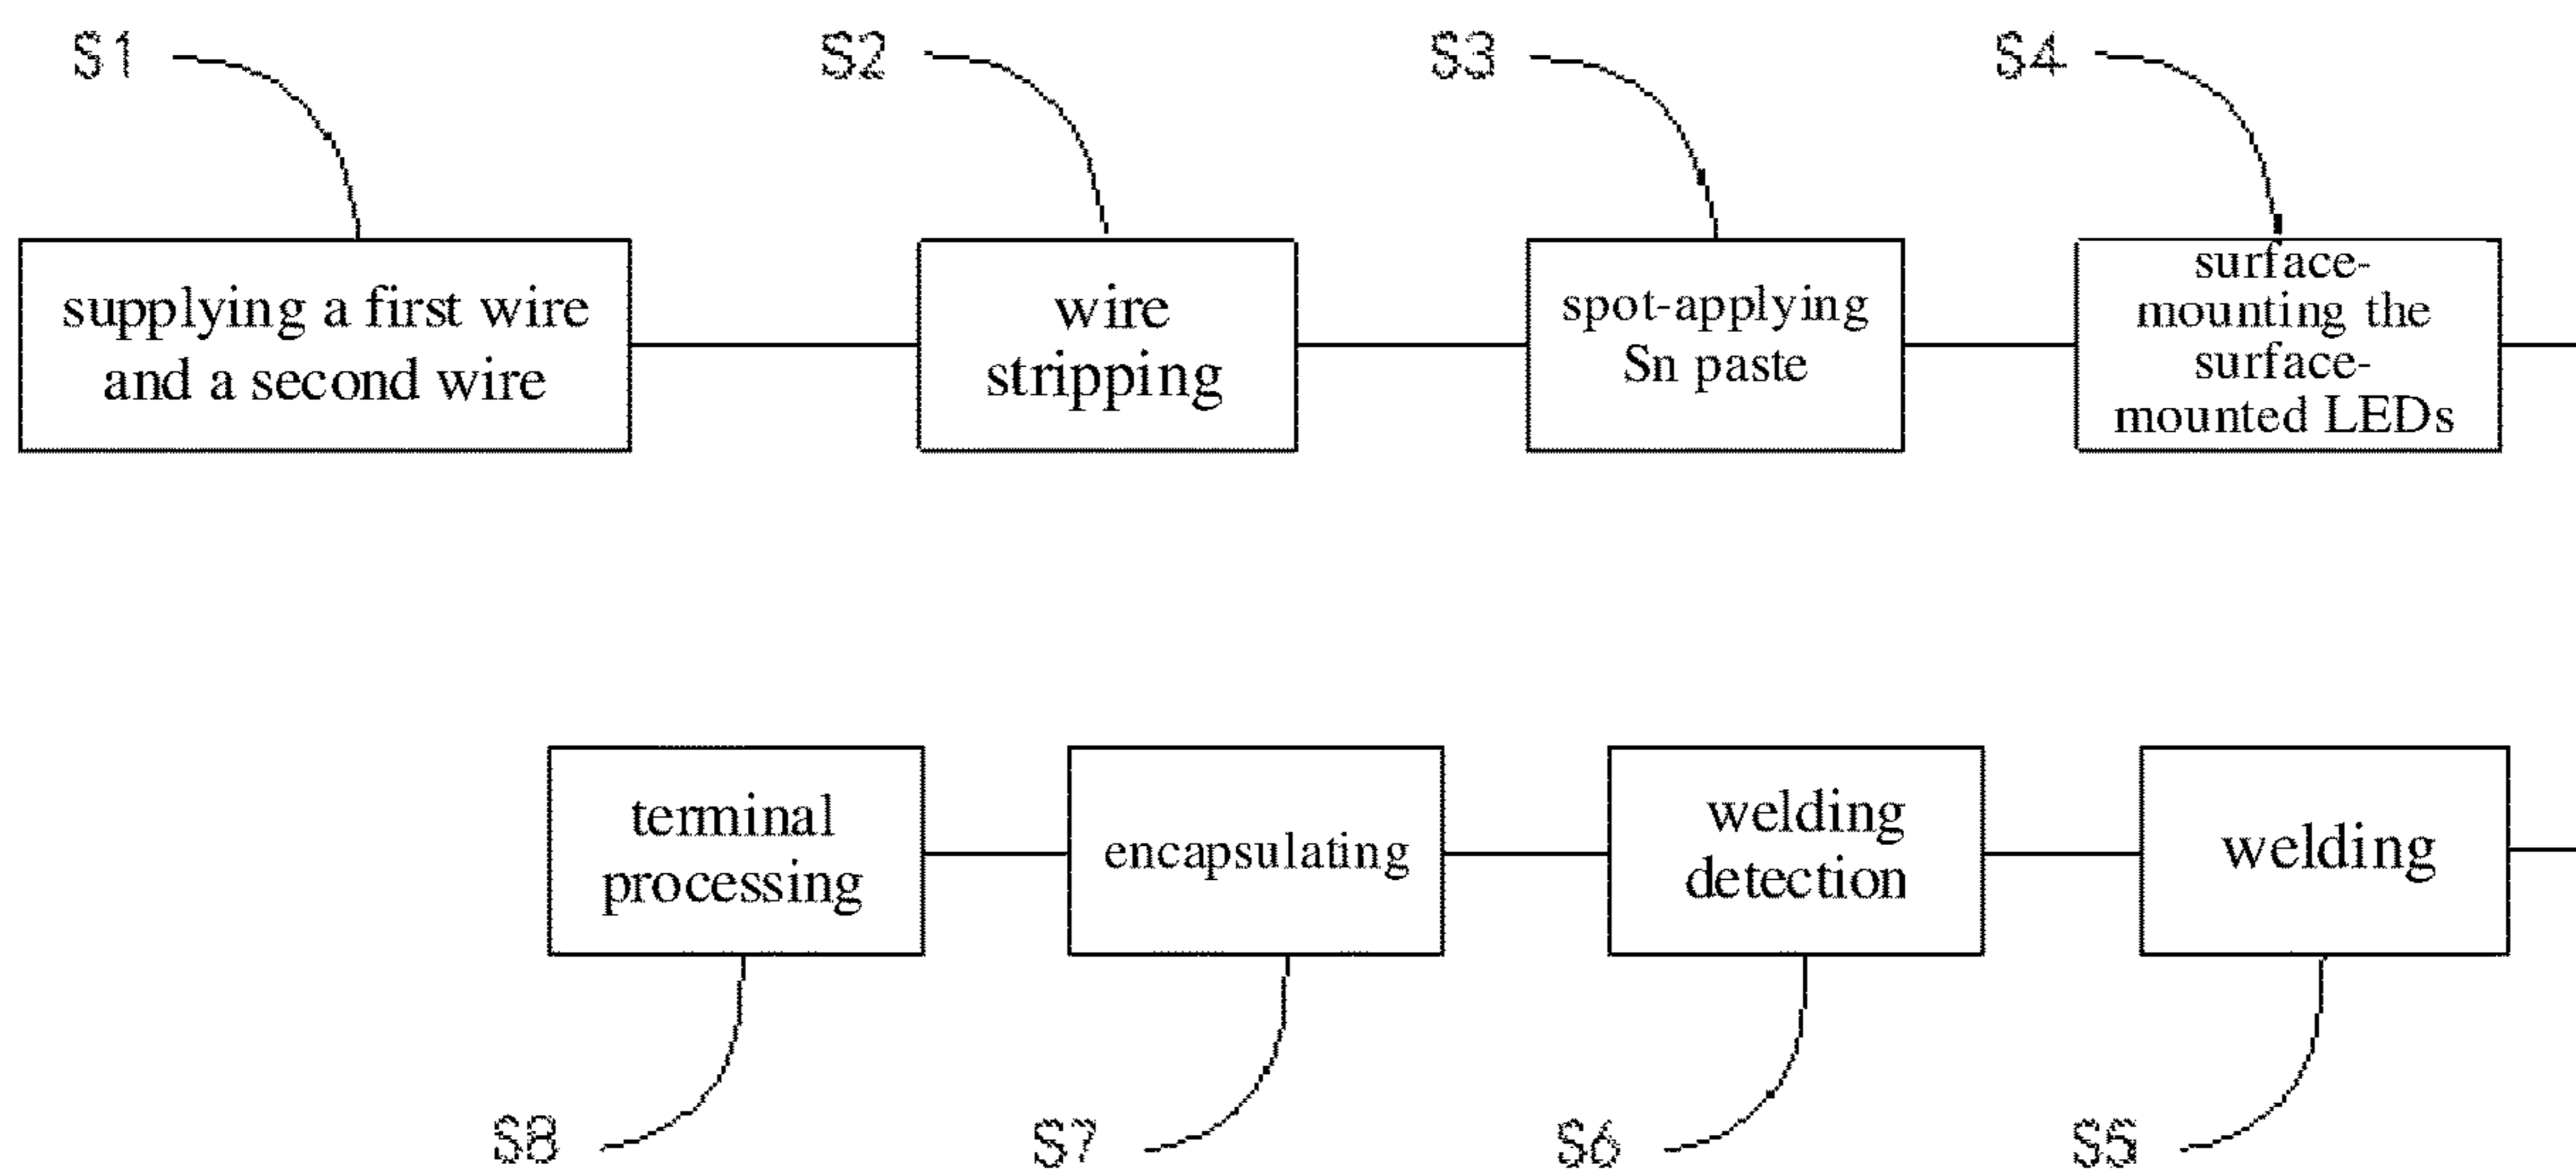 S1
S2
S3
S4
supplying a first wire
and a second wire
wire
stripping
spot-applying
Sn paste
surface-
mounting the
surface-
mounted LEDs
terminal
processing
encapsulating
welding
detection
welding
S8
S7
S6
S5